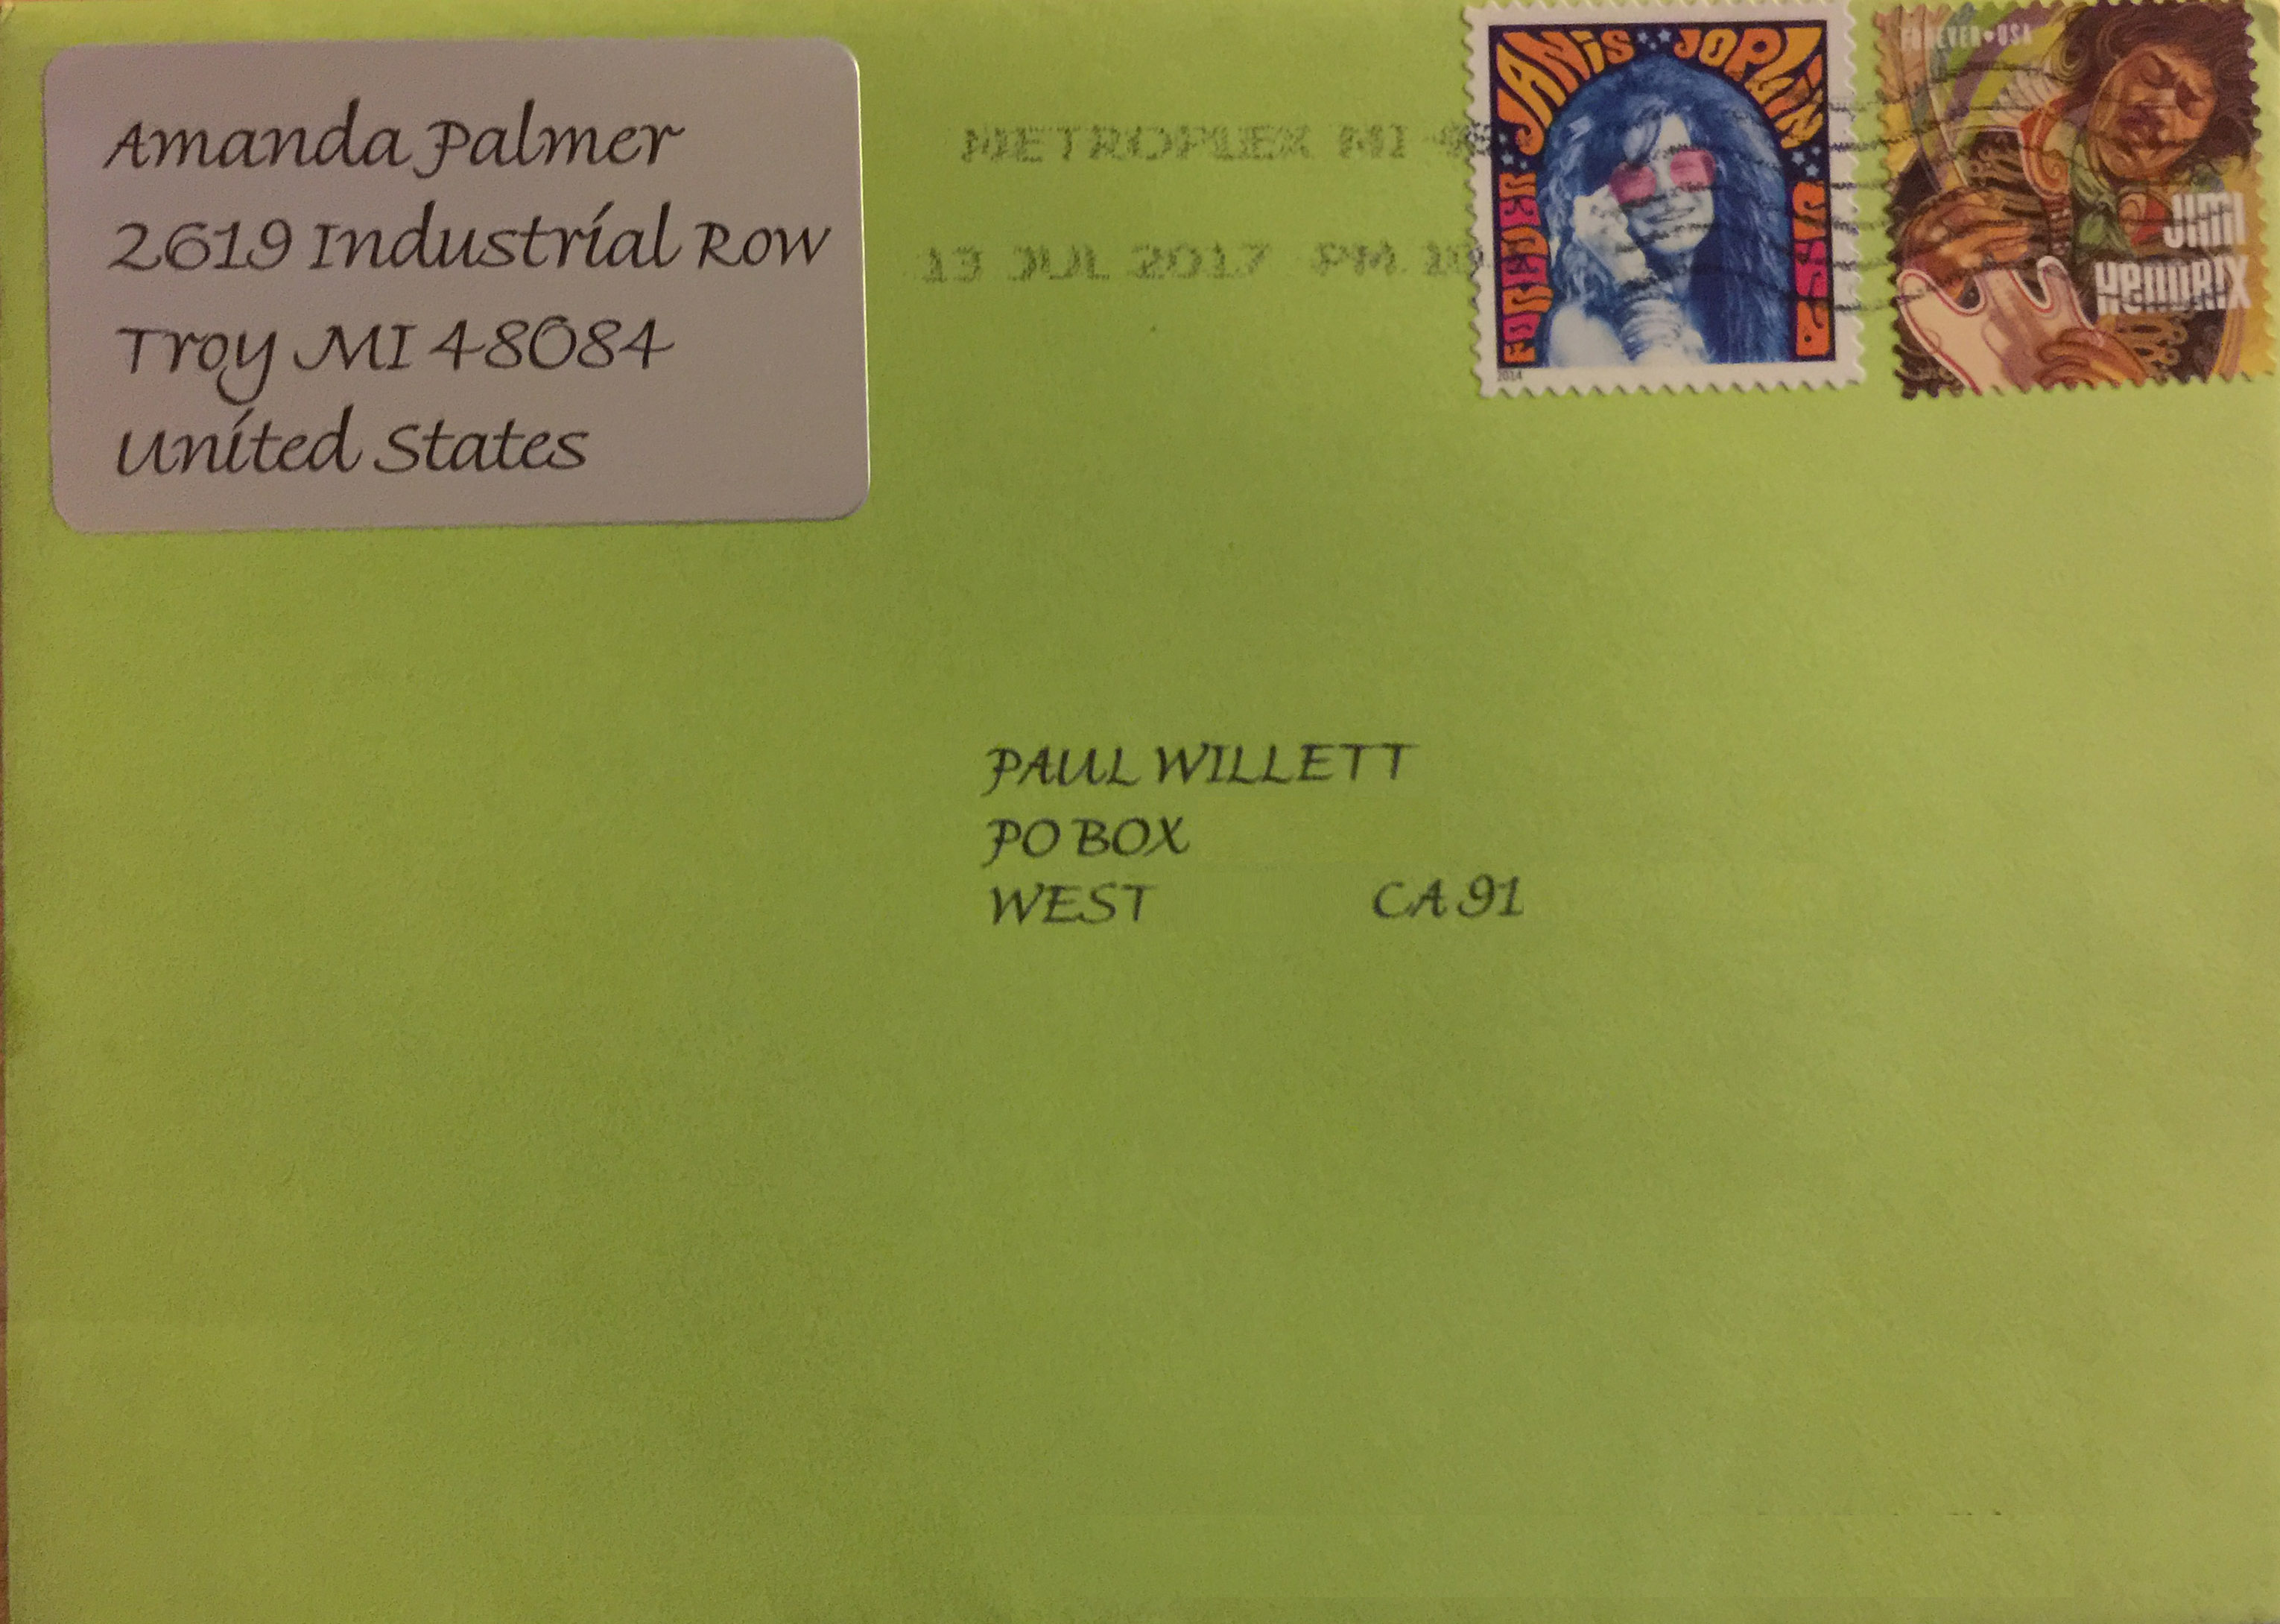 Amanda Palmer
2619 Industrial Row
Troy MI 48084
United States
METROPLEX MI
13 JUL 2017 PM 10
JANIS JOPLIN
FOREVER
USA
2014
FOREVER USA
JIMI
HENDRIX
PAUL WILLETT
PO BOX
WEST CA 91